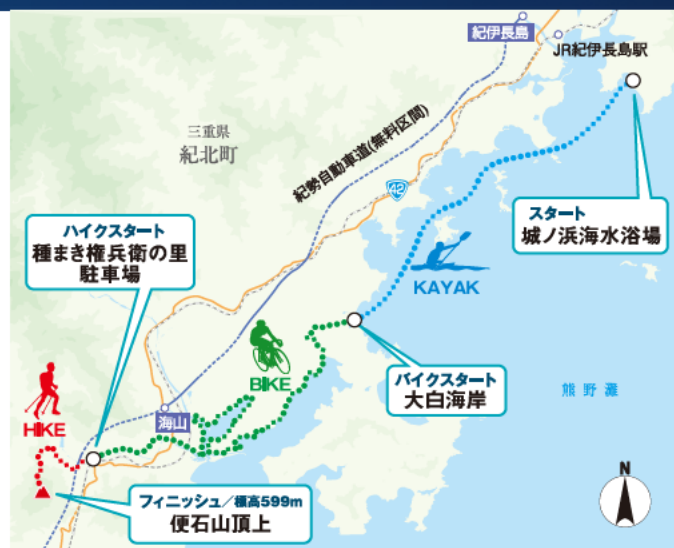 紀伊長島
JR紀伊長島駅
三重県
紀北町
紀勢自動車道(無料区間)
42
スタート
城ノ浜海水浴場
ハイクスタート
種まき権兵衛の里
駐車場
KAYAK
BIKE
バイクスタート
大白海岸
熊野灘
HIKE
海山
フィニッシュ/標高599m
便石山頂上
N